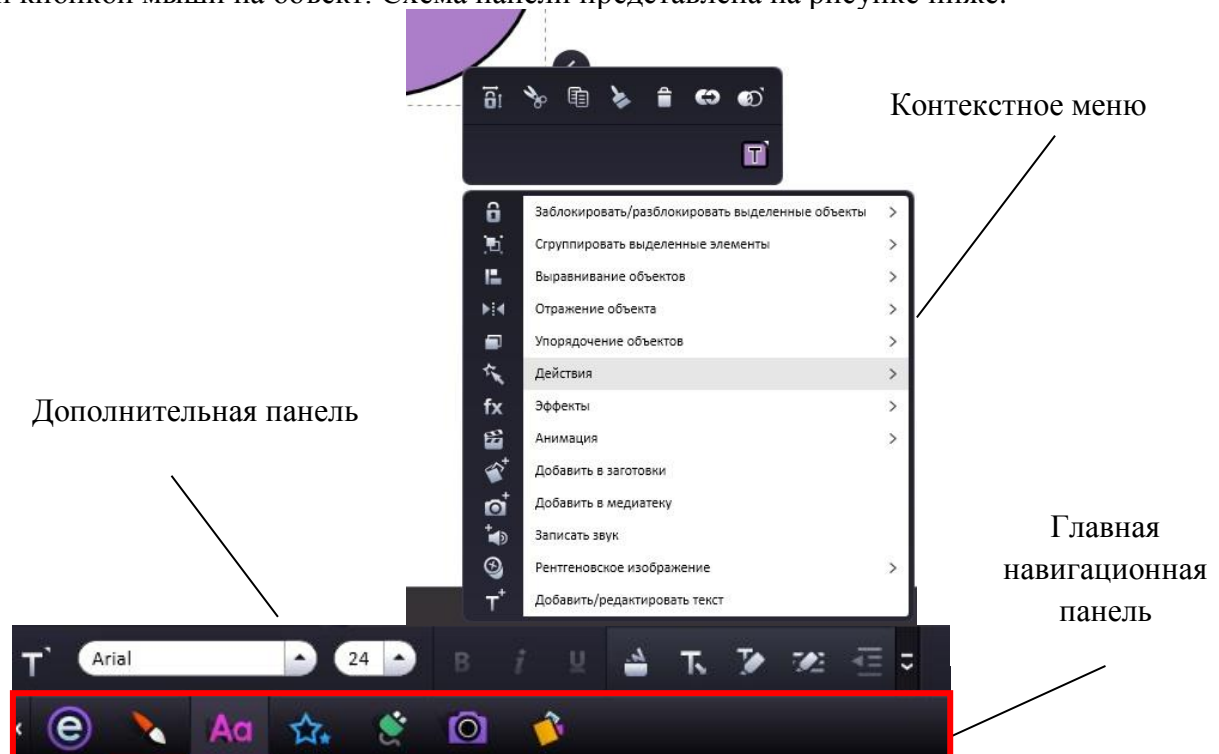 кнопкой мыши на объект. Схема панели представлена на рисунке ниже.
Контекстное меню
T
Заблокировать/разблокировать выделенные объекты
Сгруппировать выделенные элементы
Выравнивание объектов
Отражение объекта
Упорядочение объектов
Действия
fx Эффекты
Анимация
Добавить в заготовки
Добавить в медиатеку
Записать звук
Рентгеновское изображение
T+ Добавить/редактировать текст
Дополнительная панель
Главная
навигационная
панель
T Arial 24 B i U T
e Aa